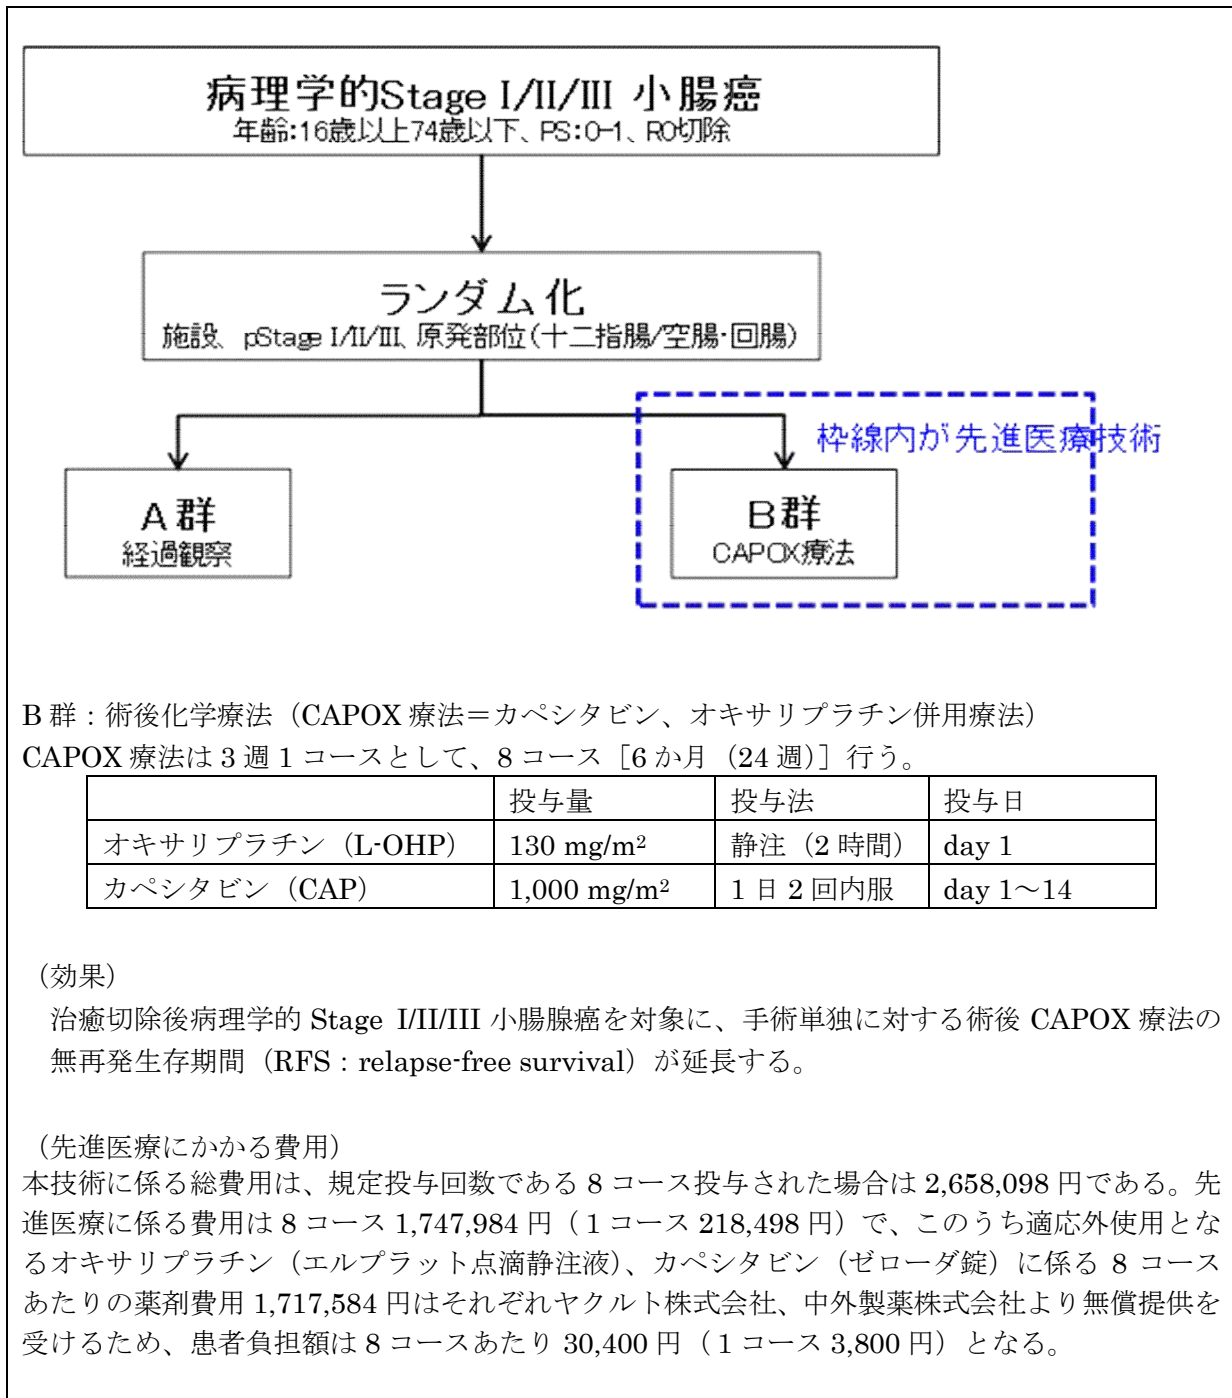 病理学的Stage I/II/III 小腸癌
年齢:16歳以上74歳以下、PS:0-1、R0切除
ランダム化
施設、pStage I/II/III、原発部位(十二指腸/空腸・回腸)
枠線内が先進医療技術
A群
経過観察
B群
CAPOX療法
B 群：術後化学療法（CAPOX 療法＝カペシタビン、オキサリプラチン併用療法）
CAPOX 療法は 3 週 1 コースとして、8 コース［6 か月（24 週）］行う。
投与量 投与法 投与日
オキサリプラチン（L-OHP） 130 mg/m² 静注（2 時間） day 1
カペシタビン（CAP） 1,000 mg/m² 1 日 2 回内服 day 1～14
（効果）
治癒切除後病理学的 Stage I/II/III 小腸腺癌を対象に、手術単独に対する術後 CAPOX 療法の
無再発生存期間（RFS：relapse-free survival）が延長する。
（先進医療にかかる費用）
本技術に係る総費用は、規定投与回数である 8 コース投与された場合は 2,658,098 円である。先
進医療に係る費用は 8 コース 1,747,984 円（1 コース 218,498 円）で、このうち適応外使用とな
るオキサリプラチン（エルプラット点滴静注液）、カペシタビン（ゼローダ錠）に係る 8 コース
あたりの薬剤費用 1,717,584 円はそれぞれヤクルト株式会社、中外製薬株式会社より無償提供を
受けるため、患者負担額は 8 コースあたり 30,400 円（1 コース 3,800 円）となる。